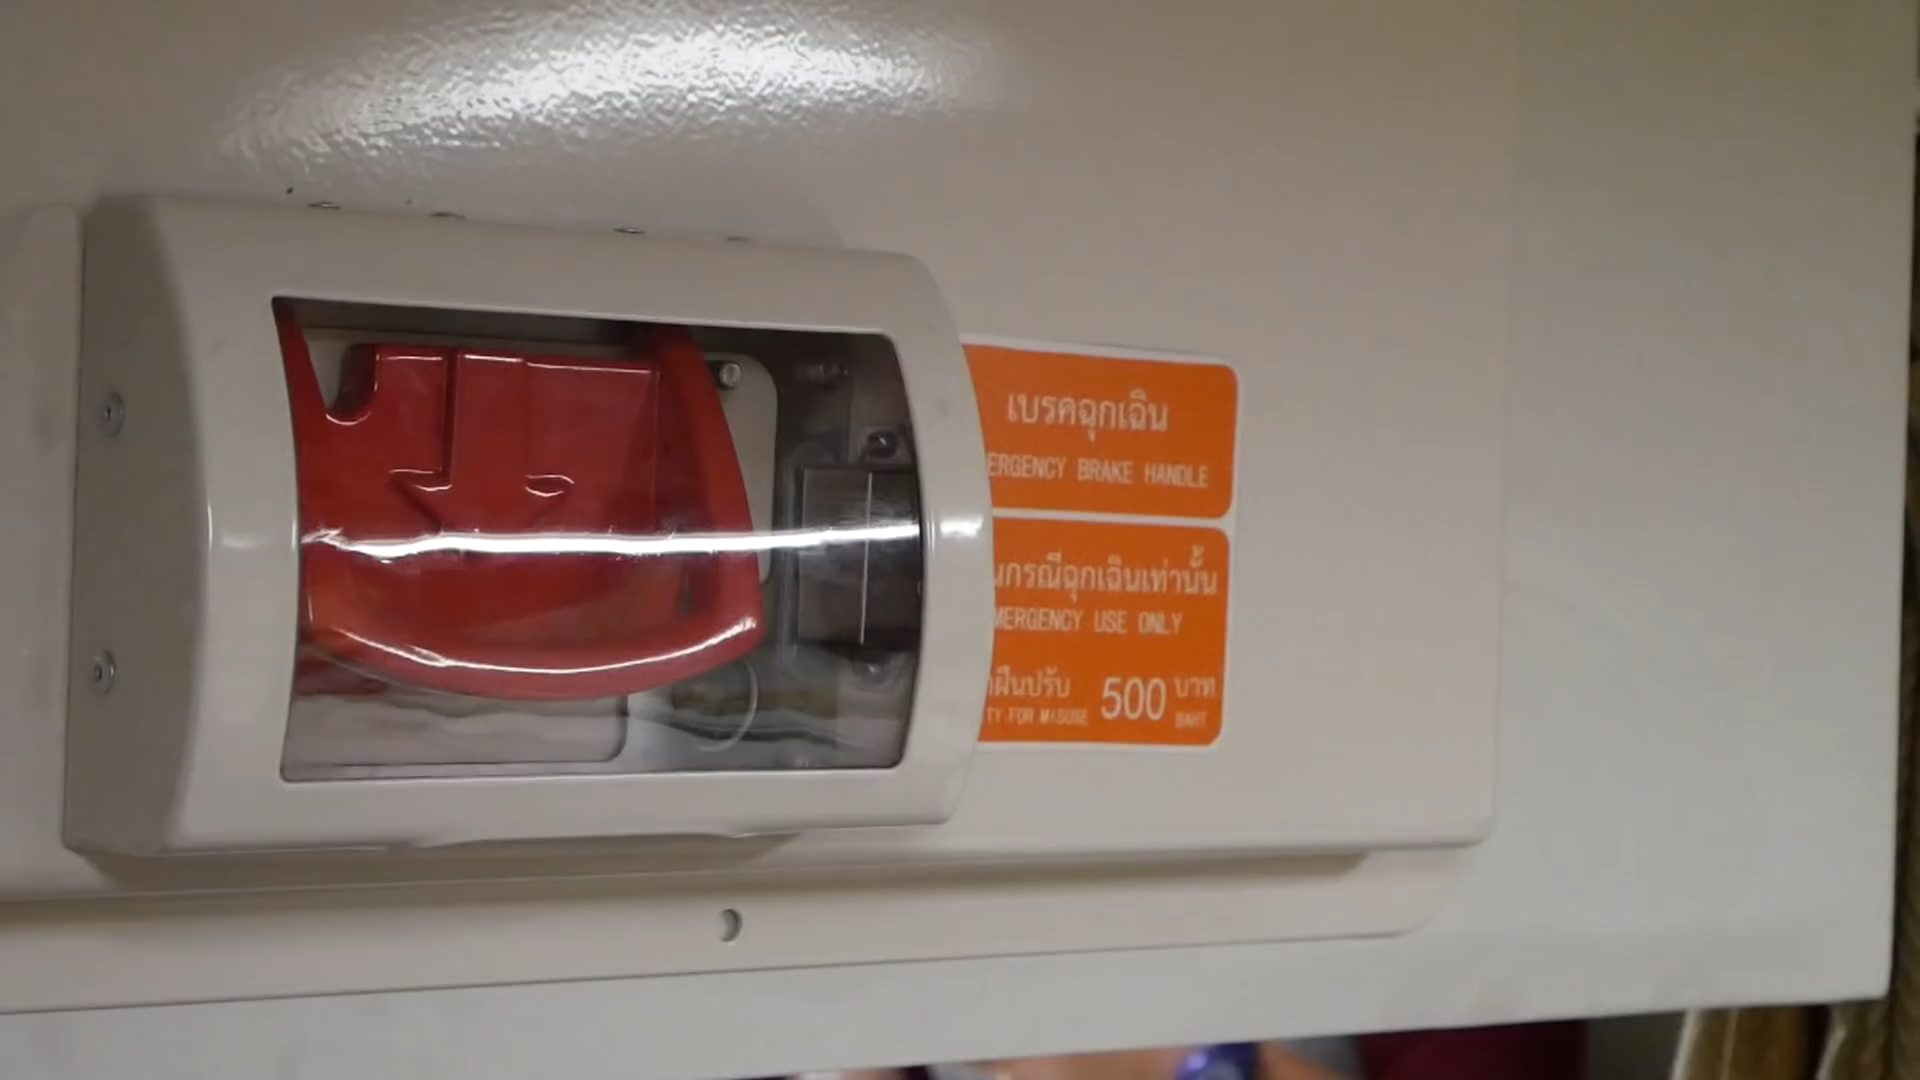 เบรคฉุกเฉิน
ERGENCY BRAKE HANDLE
นกรณีฉุกเฉินเท่านั้น
MERGENCY USE ONLY
ฝืนปรับ 500 บาท
TY FOR MISUSE BAHT